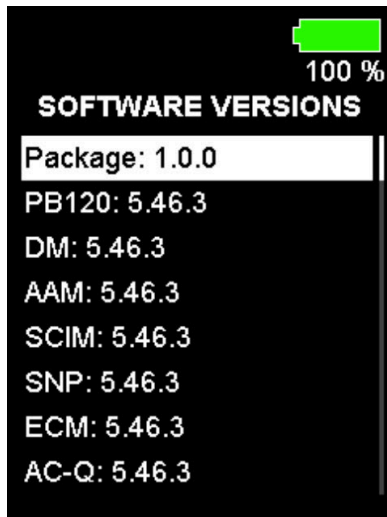 100 %
SOFTWARE VERSIONS
Package: 1.0.0
PB120: 5.46.3
DM: 5.46.3
AAM: 5.46.3
SCIM: 5.46.3
SNP: 5.46.3
ECM: 5.46.3
AC-Q: 5.46.3